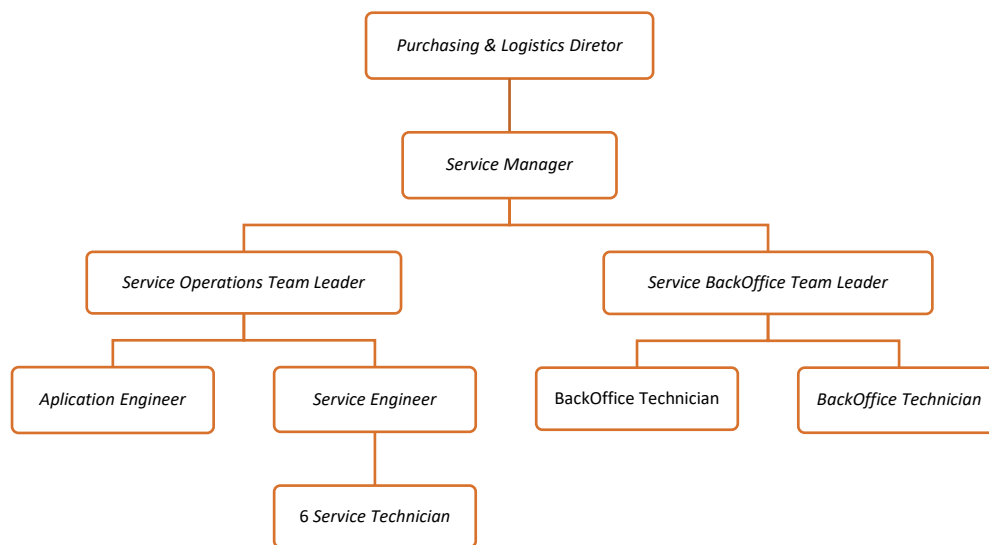 Purchasing & Logistics Diretor
Service Manager
Service Operations Team Leader
Service BackOffice Team Leader
Aplication Engineer
Service Engineer
BackOffice Technician
BackOffice Technician
6 Service Technician